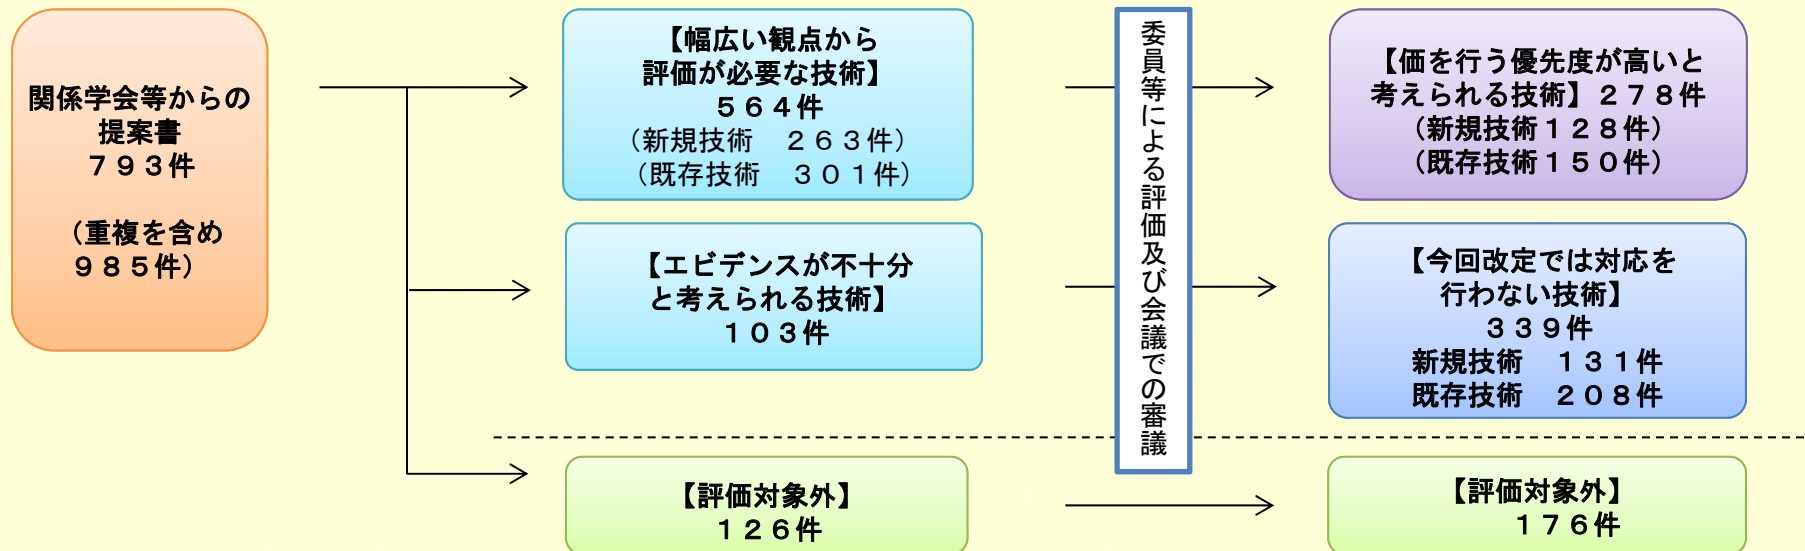 関係学会等からの
提案書
７９３件
（重複を含め
９８５件）
【幅広い観点から
評価が必要な技術】
５６４件
（新規技術　２６３件）
（既存技術　３０１件）
【エビデンスが不十分
と考えられる技術】
１０３件
【評価対象外】
１２６件
委員等による評価及び会議での審議
【価を行う優先度が高いと
考えられる技術】２７８件
（新規技術１２８件）
（既存技術１５０件）
【今回改定では対応を
行わない技術】
３３９件
新規技術　１３１件
既存技術　２０８件
【評価対象外】
１７６件